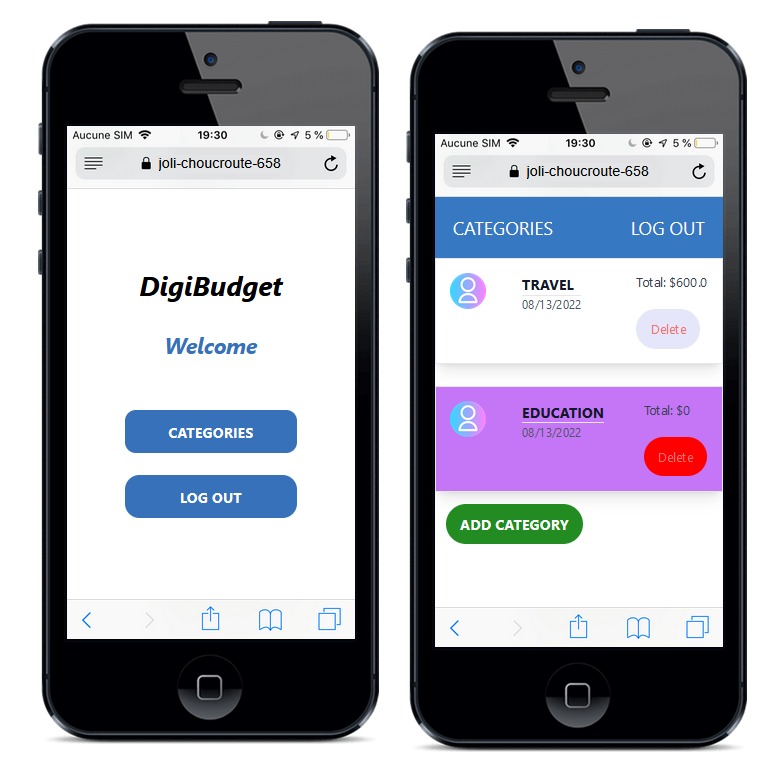 Aucune SIM 19:30 5 %
joli-choucroute-658
DigiBudget
Welcome
CATEGORIES
LOG OUT
Aucune SIM 19:30 5 %
joli-choucroute-658
CATEGORIES LOG OUT
TRAVEL Total: $600.0
08/13/2022
Delete
EDUCATION Total: $0
08/13/2022
Delete
ADD CATEGORY